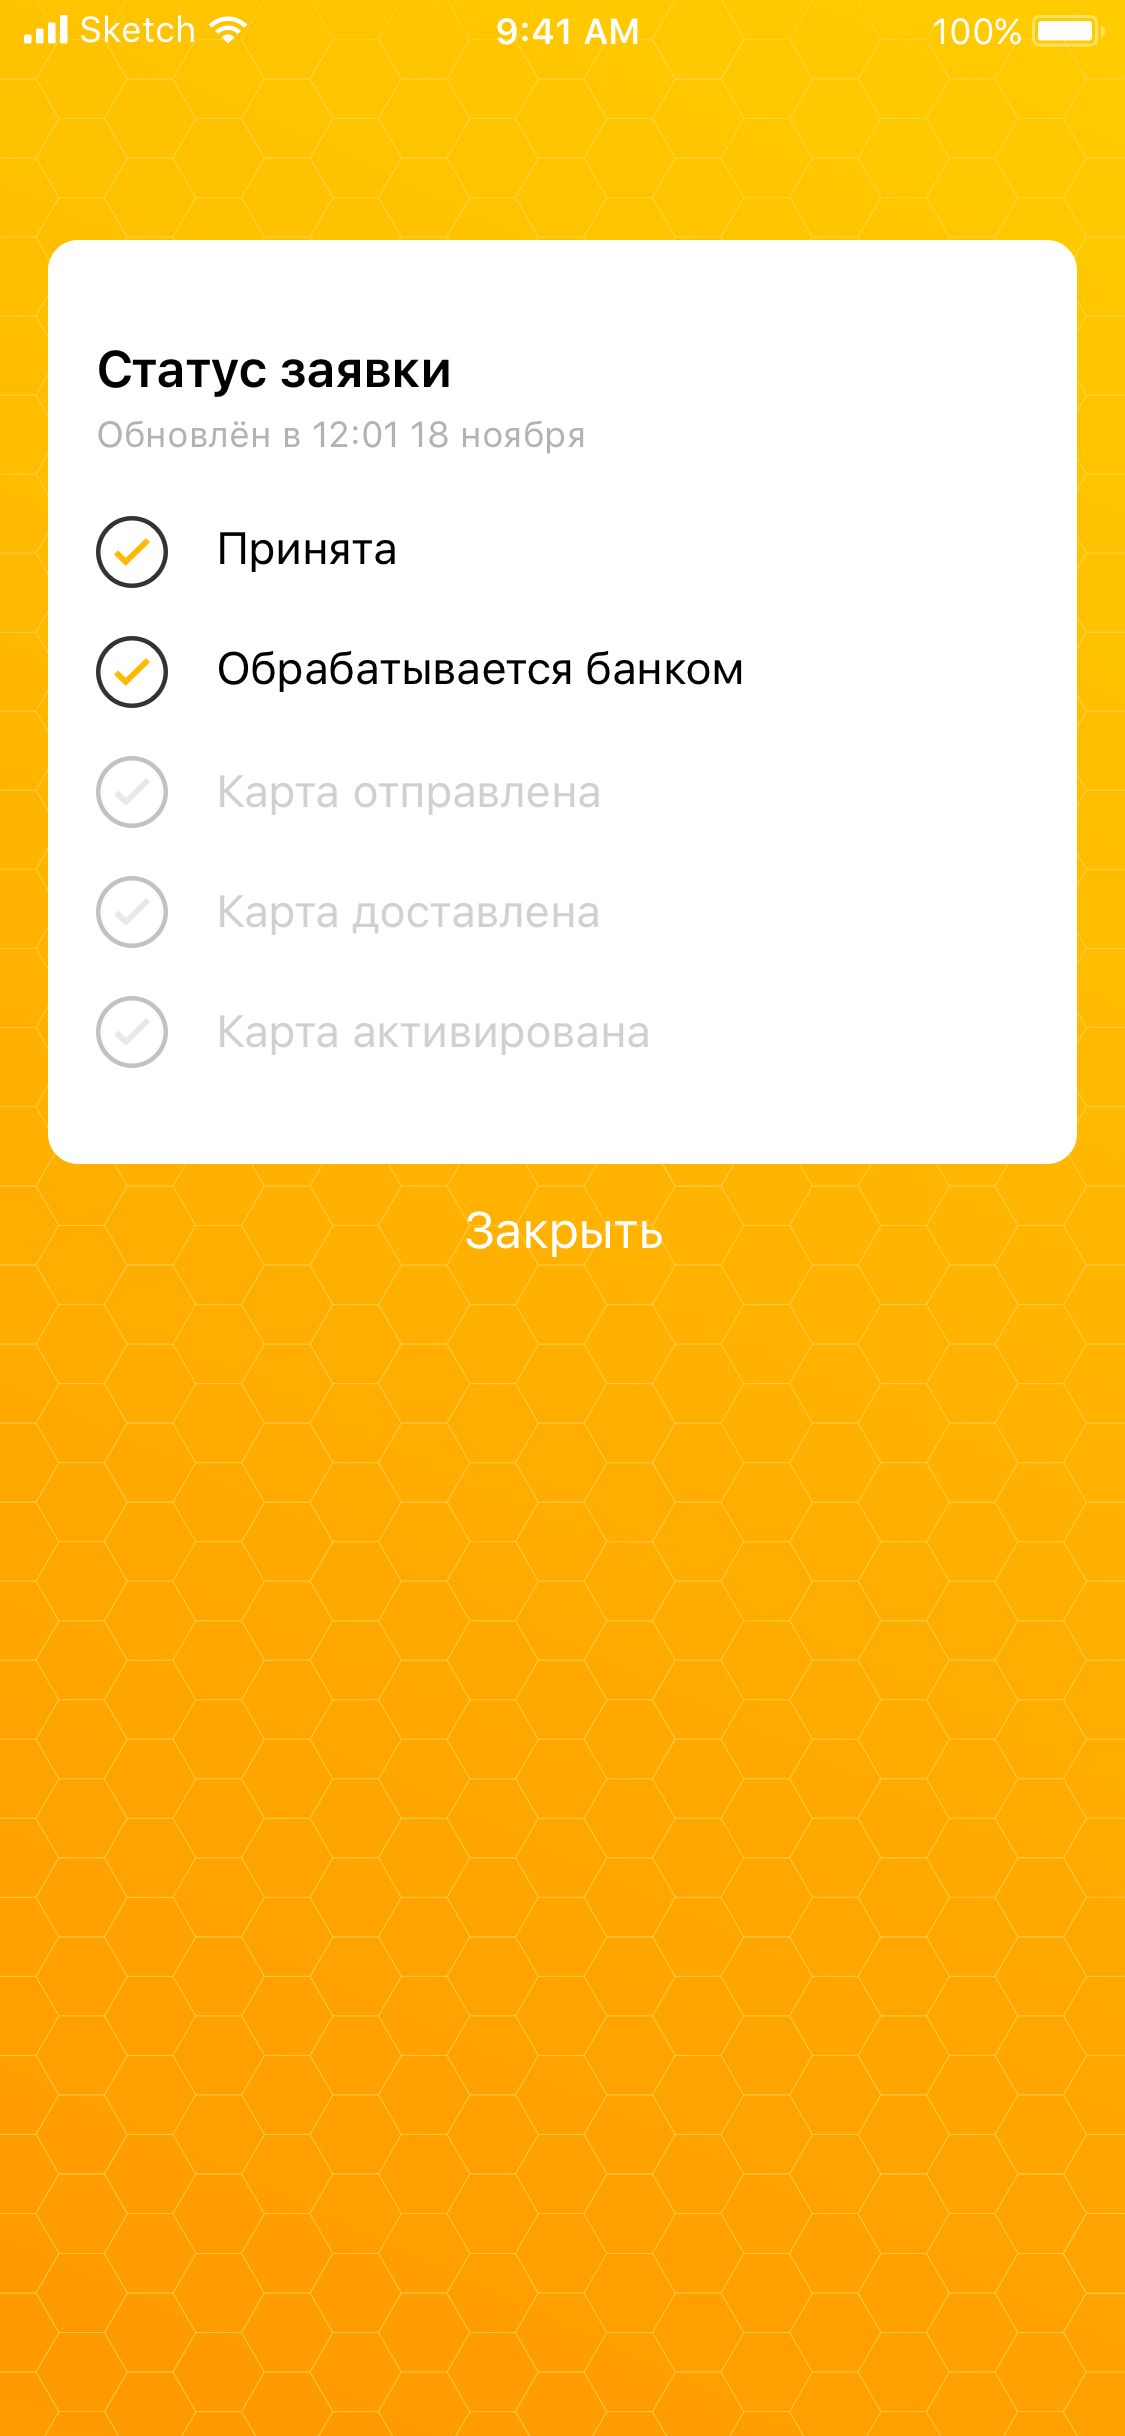 Sketch 9:41 AM 100%
Статус заявки
Обновлён в 12:01 18 ноября
Принята
Обрабатывается банком
Карта отправлена
Карта доставлена
Карта активирована
Закрыть